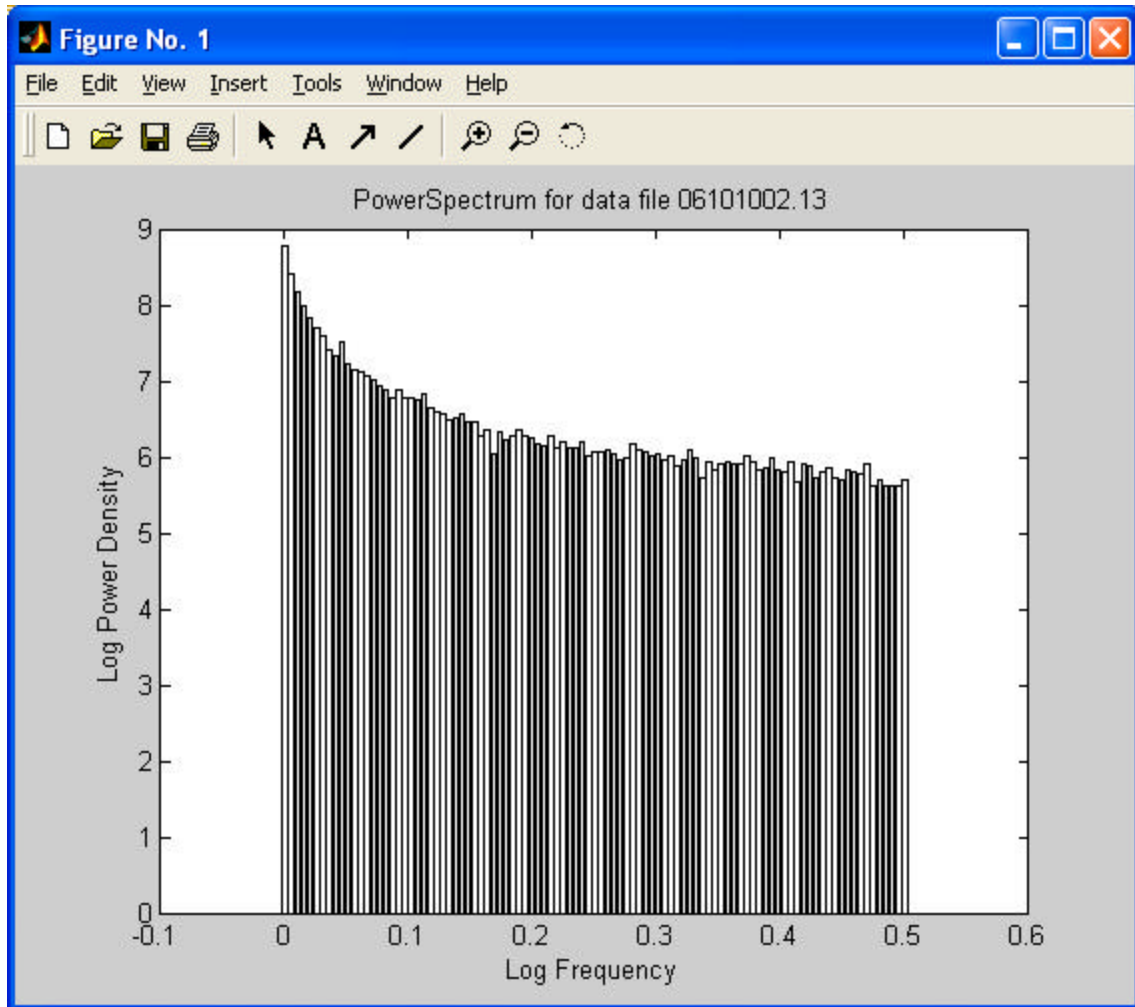 Figure No. 1
File Edit View Insert Tools Window Help
A
PowerSpectrum for data file 06101002.13
9
8
7
6
5
4
3
2
1
0
Log Power Density
-0.1 0 0.1 0.2 0.3 0.4 0.5 0.6
Log Frequency